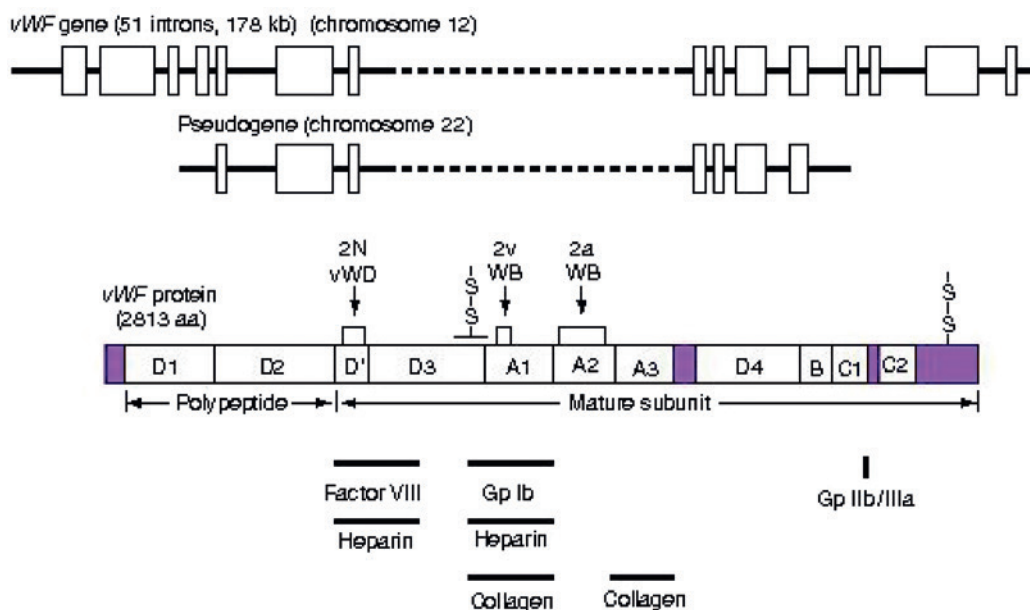 vWF gene (51 introns, 178 kb) (chromosome 12)
Pseudogene (chromosome 22)
2N
vWD
2v
WB
2a
WB
S
S
S
S
vWF protein
(2813 aa)
D1 D2 D' D3 A1 A2 A3 D4 B C1 C2
Polypeptide Mature subunit
Factor VIII Gp Ib Gp IIb/IIIa
Heparin Heparin
Collagen Collagen